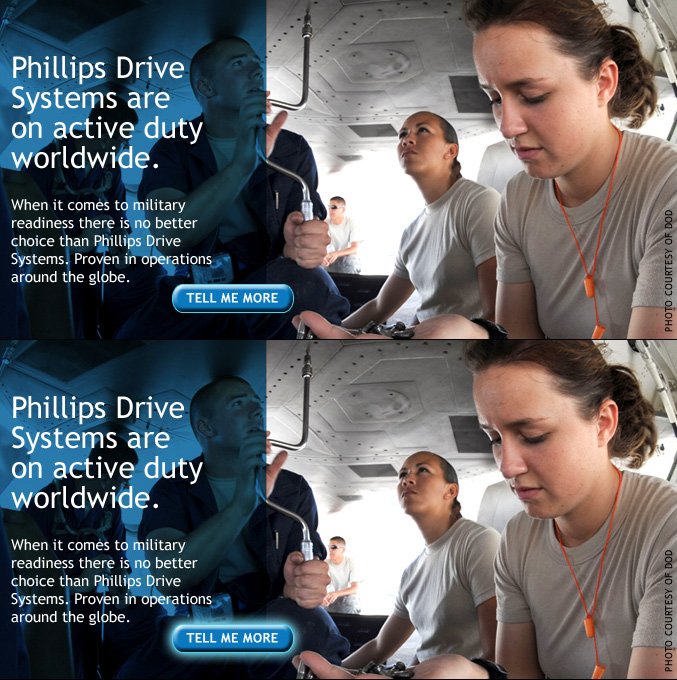 Phillips Drive
Systems are
on active duty
worldwide.
When it comes to military
readiness there is no better
choice than Phillips Drive
Systems. Proven in operations
around the globe.
TELL ME MORE
PHOTO COURTESY OF DOD
Phillips Drive
Systems are
on active duty
worldwide.
When it comes to military
readiness there is no better
choice than Phillips Drive
Systems. Proven in operations
around the globe.
TELL ME MORE
PHOTO COURTESY OF DOD